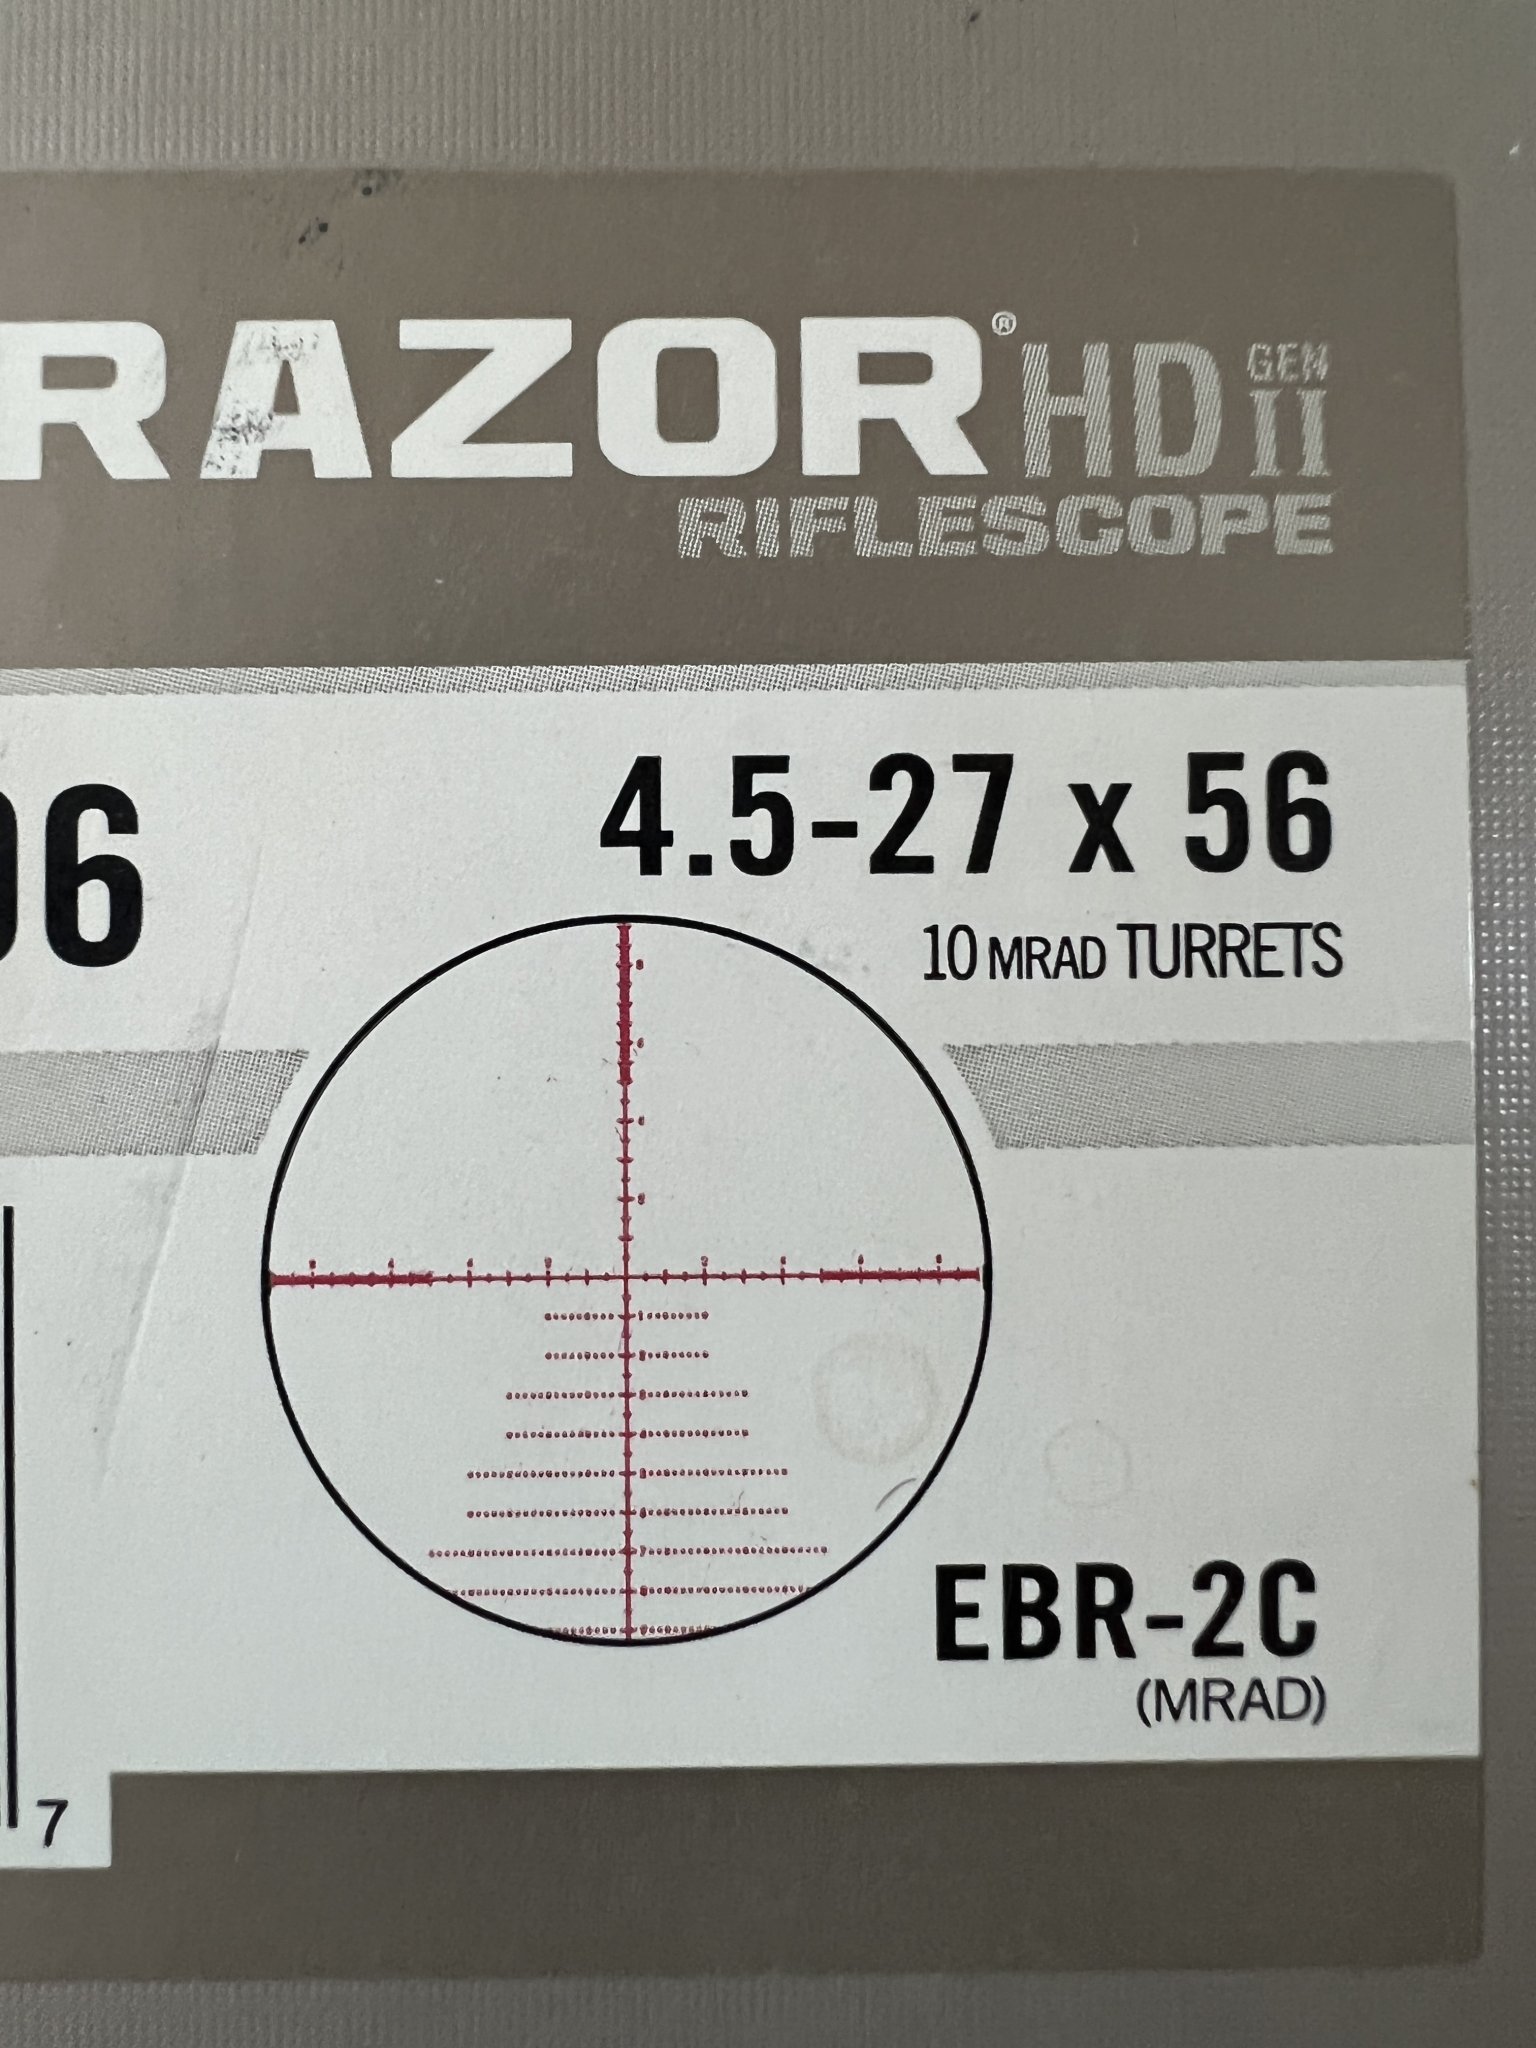 RAZOR® HD GEN II
RIFLESCOPE
4.5-27 x 56
06
10 MRAD TURRETS
EBR-2C
(MRAD)
7